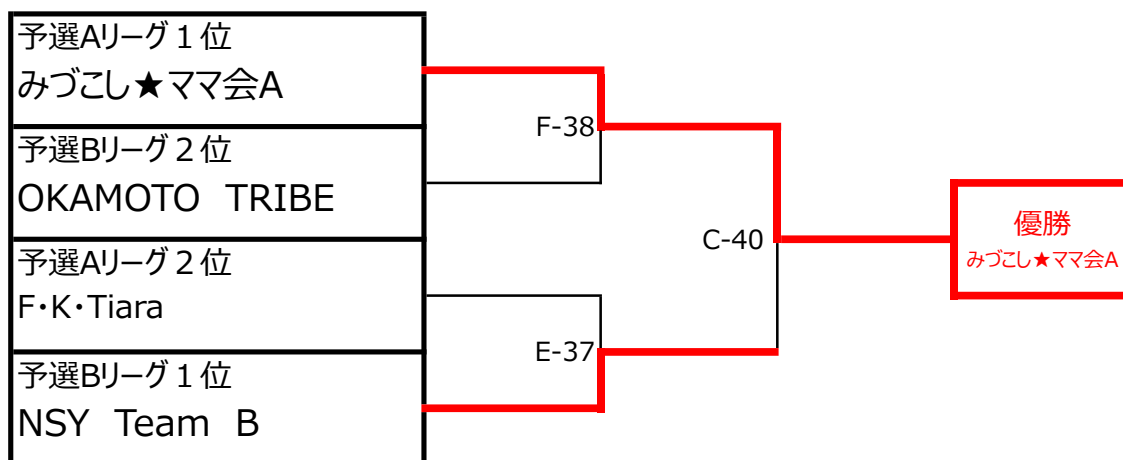 予選Aリーグ１位
みづこし★ママ会A
F-38
予選Bリーグ２位
OKAMOTO TRIBE
C-40
優勝
みづこし★ママ会A
予選Aリーグ２位
F・K・Tiara
E-37
予選Bリーグ１位
NSY Team B